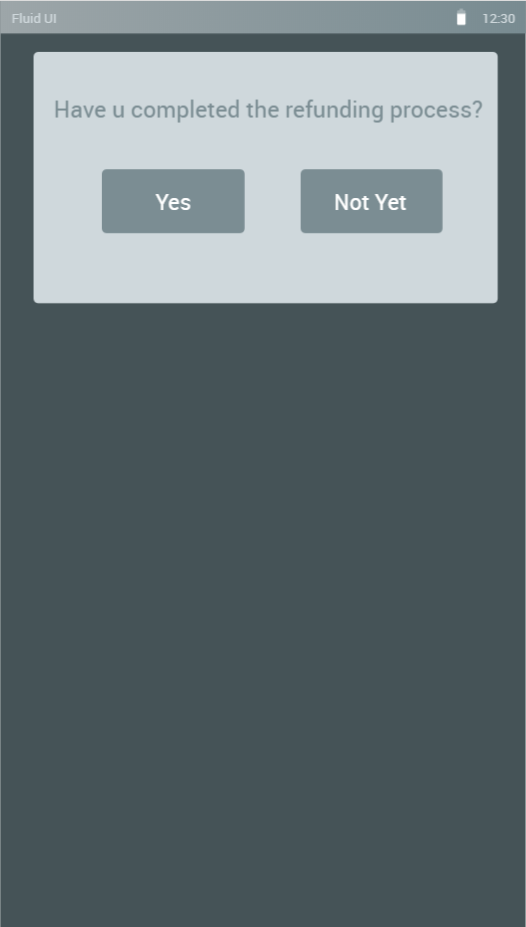 Fluid UI 12:30
Have u completed the refunding process?
Yes Not Yet